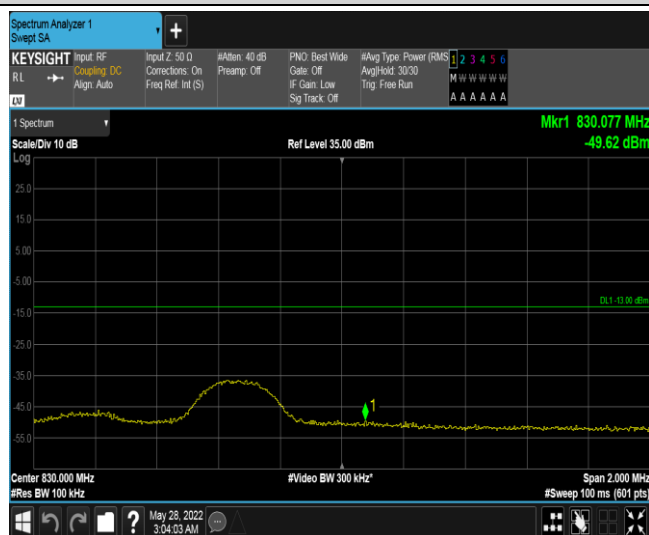 Spectrum Analyzer 1
Swept SA
+
KEYSIGHT Input: RF Input Z: 50 Ω #Atten: 40 dB PNO: Best Wide #Avg Type: Power (RMS 1 2 3 4 5 6
RL Coupling: DC Corrections: On Preamp: Off Gate: Off Avg|Hold: 30/30 M W W W W W
Align: Auto Freq Ref: Int (S) IF Gain: Low Trig: Free Run
LXI Sig Track: Off A A A A A A
1 Spectrum Mkr1 830.077 MHz
Scale/Div 10 dB Ref Level 35.00 dBm -49.62 dBm
Log
25.0
15.0
5.00
-5.00
DL1 -13.00 dBm
-15.0
-25.0
-35.0
-45.0
1
-55.0
Center 830.000 MHz #Video BW 300 kHz* Span 2.000 MHz
#Res BW 100 kHz #Sweep 100 ms (601 pts)
? May 28, 2022
3:04:03 AM